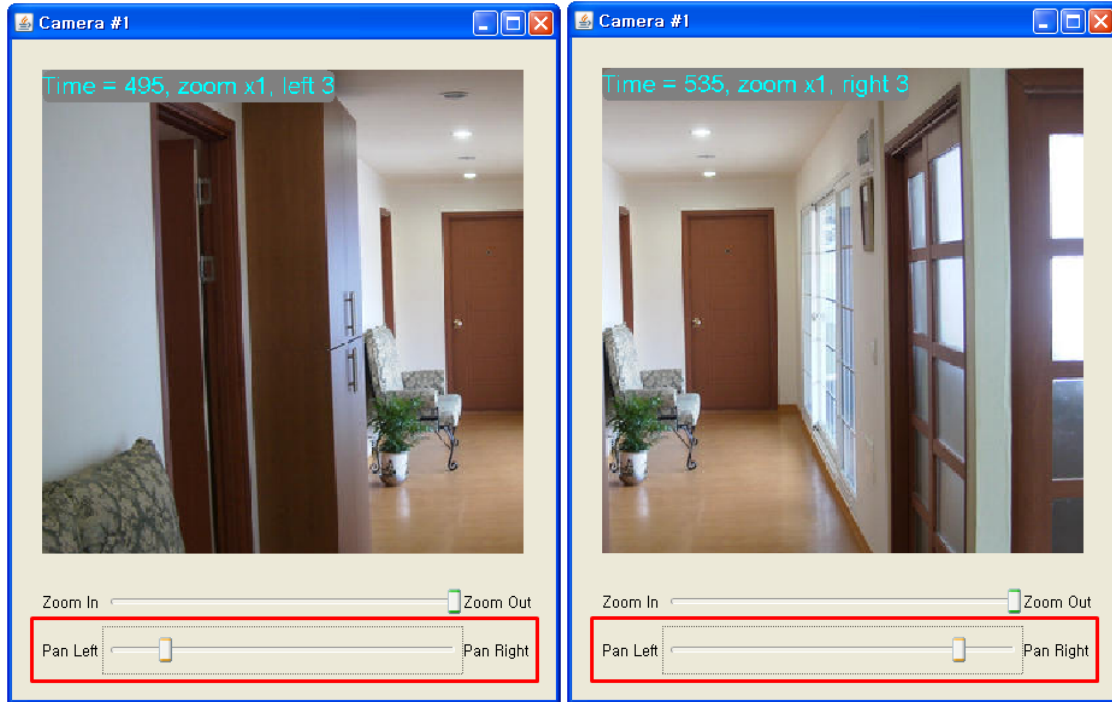 Camera #1
Time = 495, zoom x1, left 3
Zoom In
Zoom Out
Pan Left
Pan Right
Camera #1
Time = 535, zoom x1, right 3
Zoom In
Zoom Out
Pan Left
Pan Right